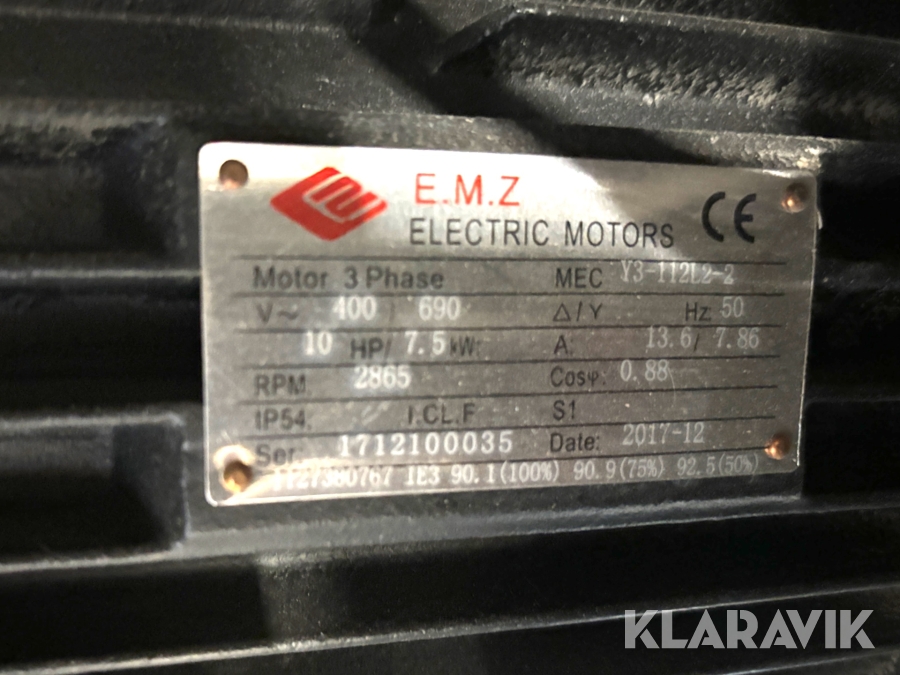 E.M.Z
ELECTRIC MOTORS CE
Motor 3 Phase MEC Y3-112L2-2
V~ 400 / 690 Δ/Y Hz 50
10 HP/ 7.5 kW: A: 13.6/ 7.86
RPM 2865 Cosφ: 0.88
IP54: I.CL.F S1
Ser: 1712100035 Date: 2017-12
IE3 90.1(100%) 90.9(75%) 92.5(50%)
KLARAVIK